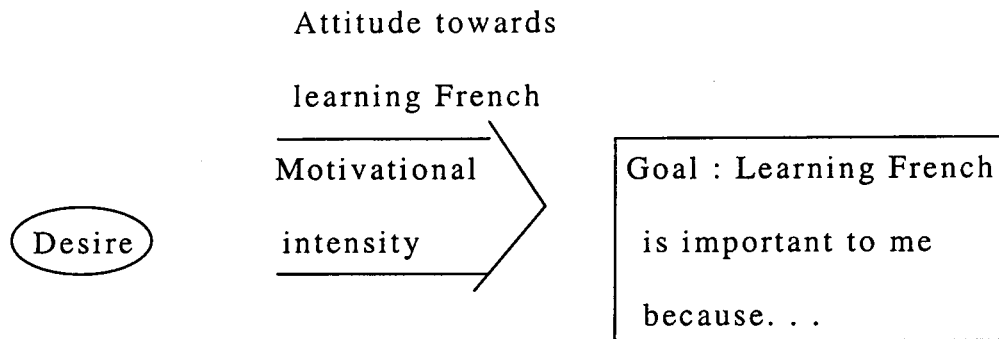 Attitude towards
learning French
Motivational
intensity
Desire
Goal : Learning French
is important to me
because. . .